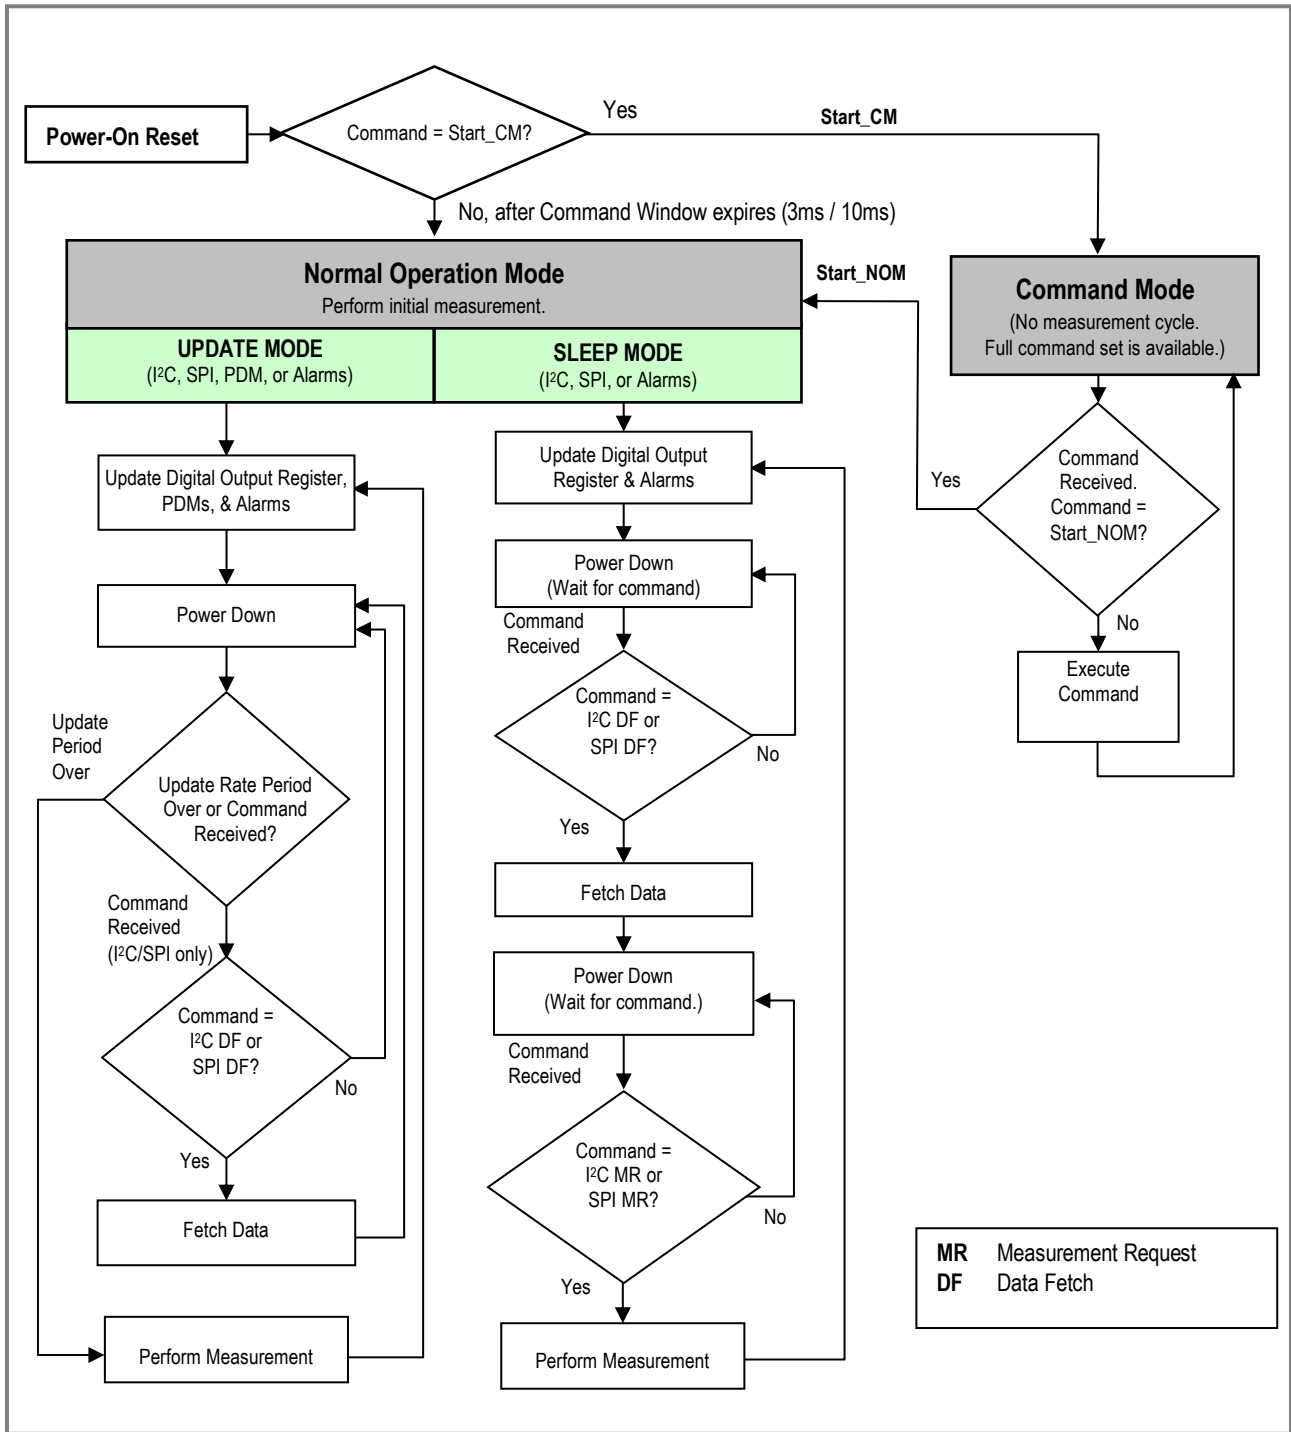 Power-On Reset
Command = Start_CM?
Yes
Start_CM
No, after Command Window expires (3ms / 10ms)
Normal Operation Mode
Perform initial measurement.
UPDATE MODE
(I²C, SPI, PDM, or Alarms)
SLEEP MODE
(I²C, SPI, or Alarms)
Start_NOM
Command Mode
(No measurement cycle.
Full command set is available.)
Update Digital Output Register,
PDMs, & Alarms
Power Down
Update
Period
Over
Update Rate Period
Over or Command
Received?
Command
Received
(I²C/SPI only)
Command =
I²C DF or
SPI DF?
No
Yes
Fetch Data
Perform Measurement
Update Digital Output
Register & Alarms
Power Down
(Wait for command)
Command
Received
Command =
I²C DF or
SPI DF?
No
Yes
Fetch Data
Power Down
(Wait for command.)
Command
Received
Command =
I²C MR or
SPI MR?
No
Yes
Perform Measurement
Command
Received.
Command =
Start_NOM?
Yes
No
Execute
Command
MR Measurement Request
DF Data Fetch